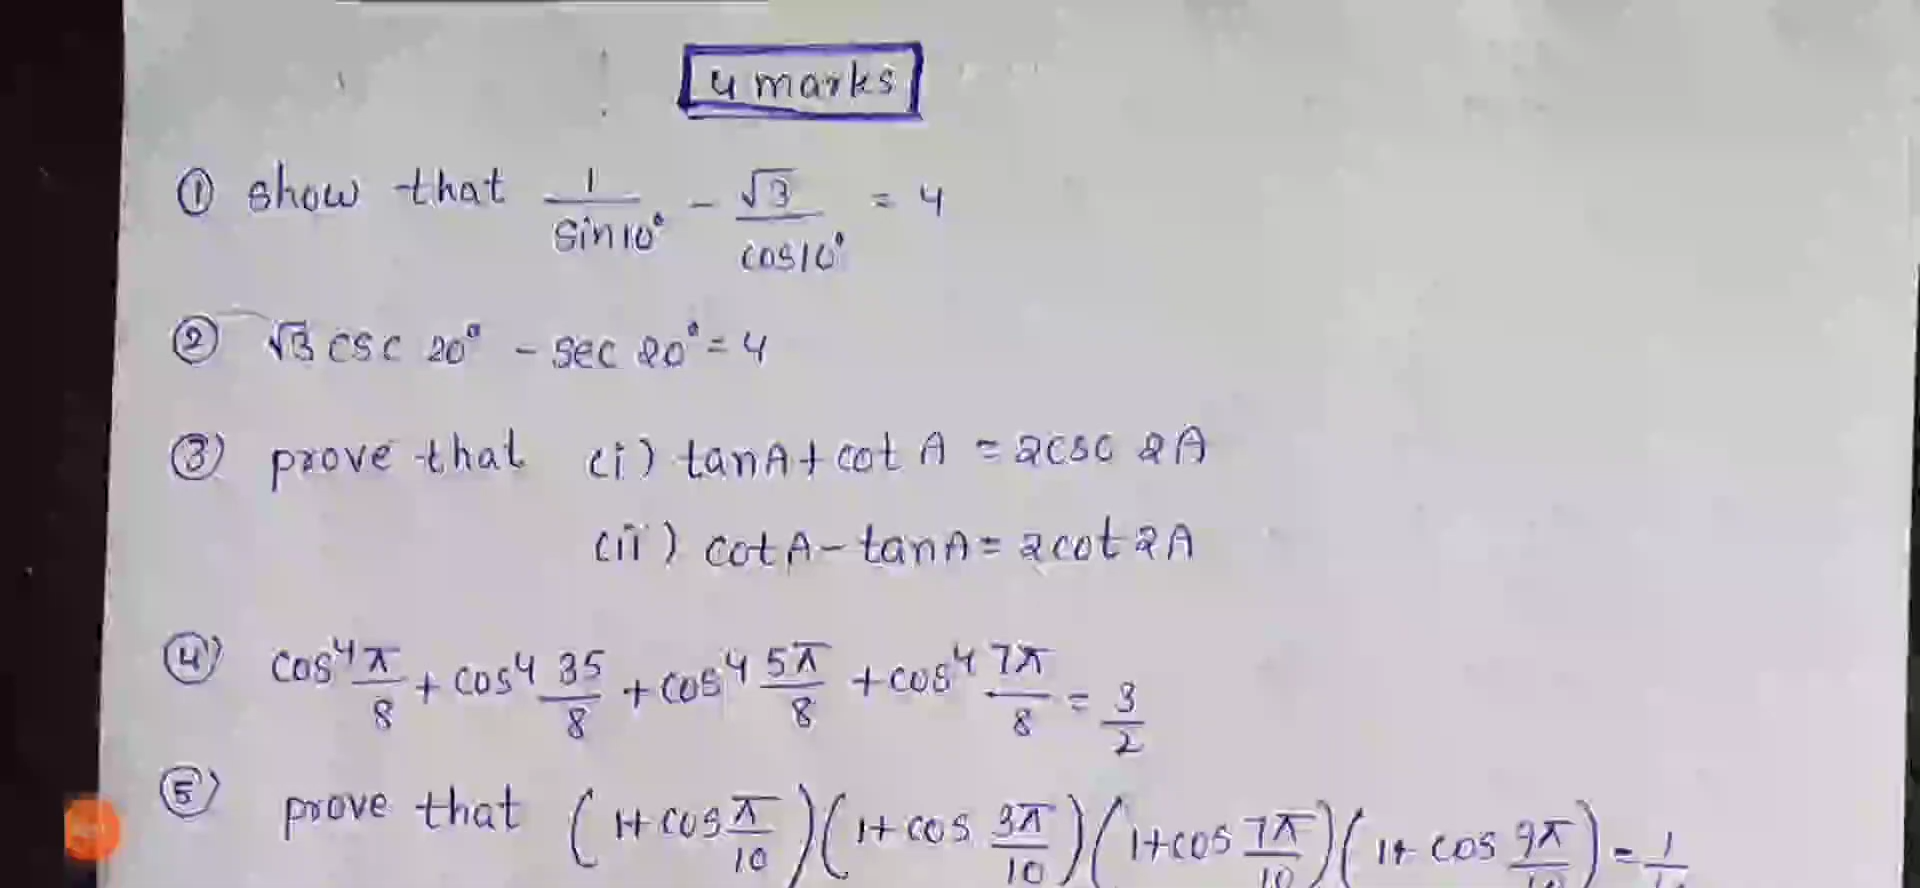 4 marks
① show that 1/sin10° - √3/cos10° = 4
② √3 csc 20° - sec 20° = 4
③ prove that (i) tanA + cot A = 2csc 2A
(ii) cotA - tanA = 2cot 2A
④ cos⁴ π/8 + cos⁴ 35/8 + cos⁴ 5π/8 + cos⁴ 7π/8 = 3/2
⑤ prove that (1+cos π/10)(1+cos 3π/10)(1+cos 7π/10)(1+cos 9π/10) = 1/